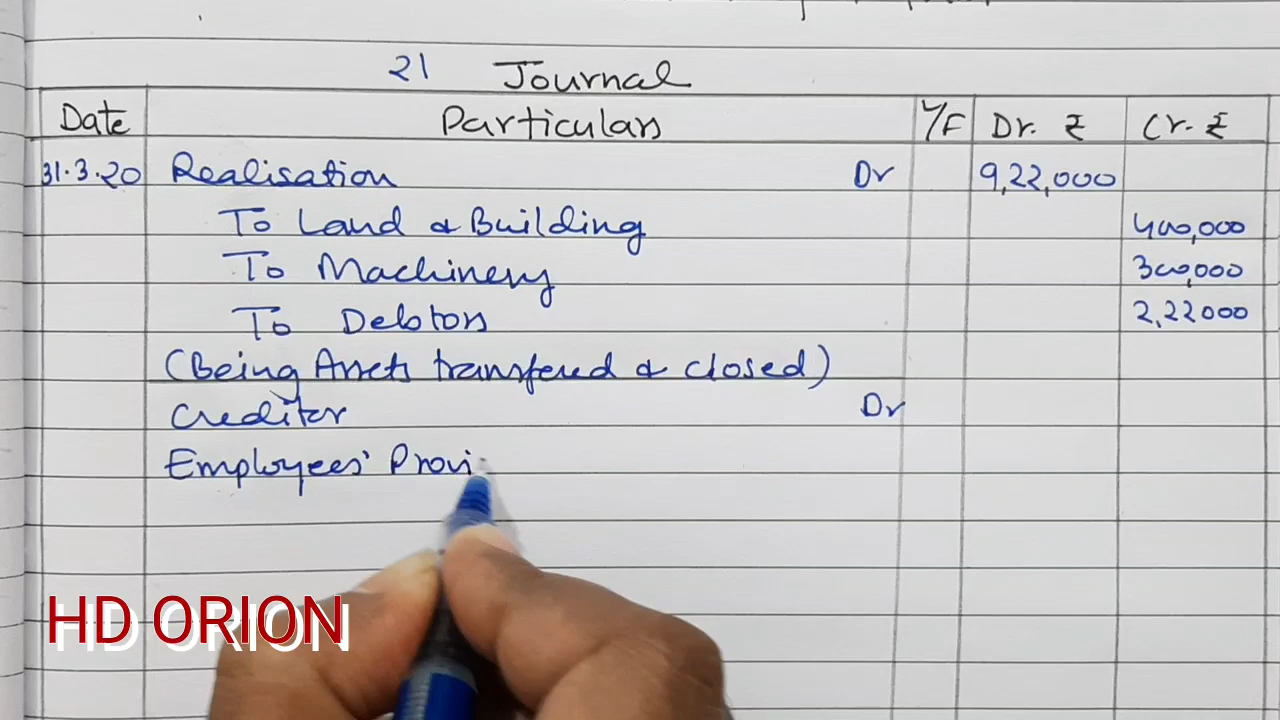 21 Journal
Date Particulars Y/F Dr. ₹ Cr. ₹
31.3.20 Realisation Dr 9,22,000
To Land & Building 400,000
To Machinery 300,000
To Debtors 2,22000
(Being Assets transfered & closed)
Creditor Dr
Employees' Provi
HD ORION